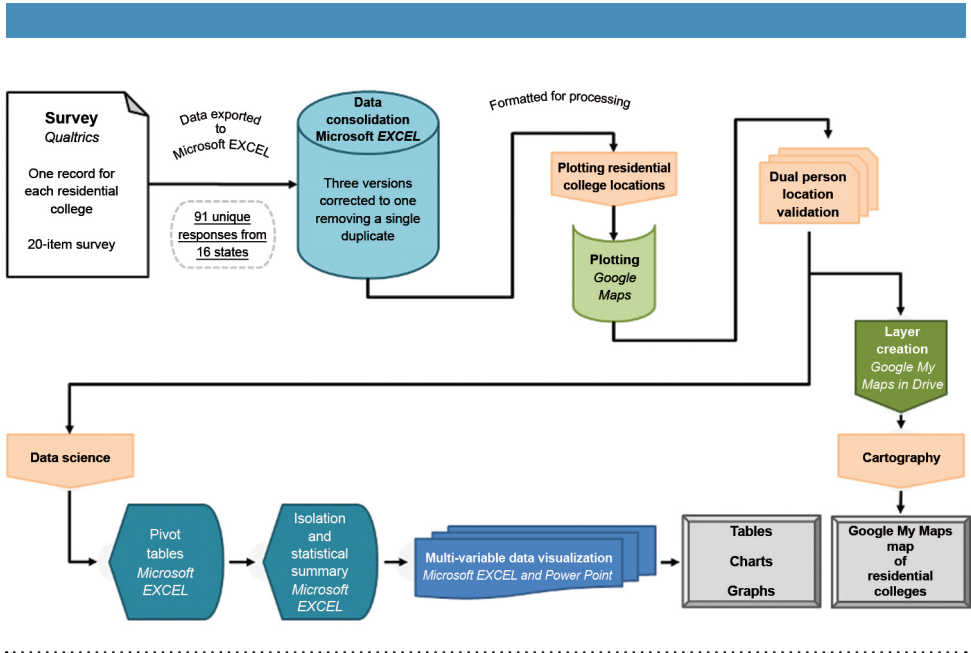 Survey
Qualtrics
One record for
each residential
college
20-item survey
Data exported
to
Microsoft EXCEL
91 unique
responses from
16 states
Data
consolidation
Microsoft EXCEL
Three versions
corrected to one
removing a single
duplicate
Formatted for processing
Plotting residential
college locations
Plotting
Google
Maps
Dual person
location
validation
Layer
creation
Google My
Maps in Drive
Data science
Cartography
Pivot
tables
Microsoft
EXCEL
Isolation
and
statistical
summary
Microsoft
EXCEL
Multi-variable data visualization
Microsoft EXCEL and Power Point
Tables
Charts
Graphs
Google My Maps
map
of
residential
colleges